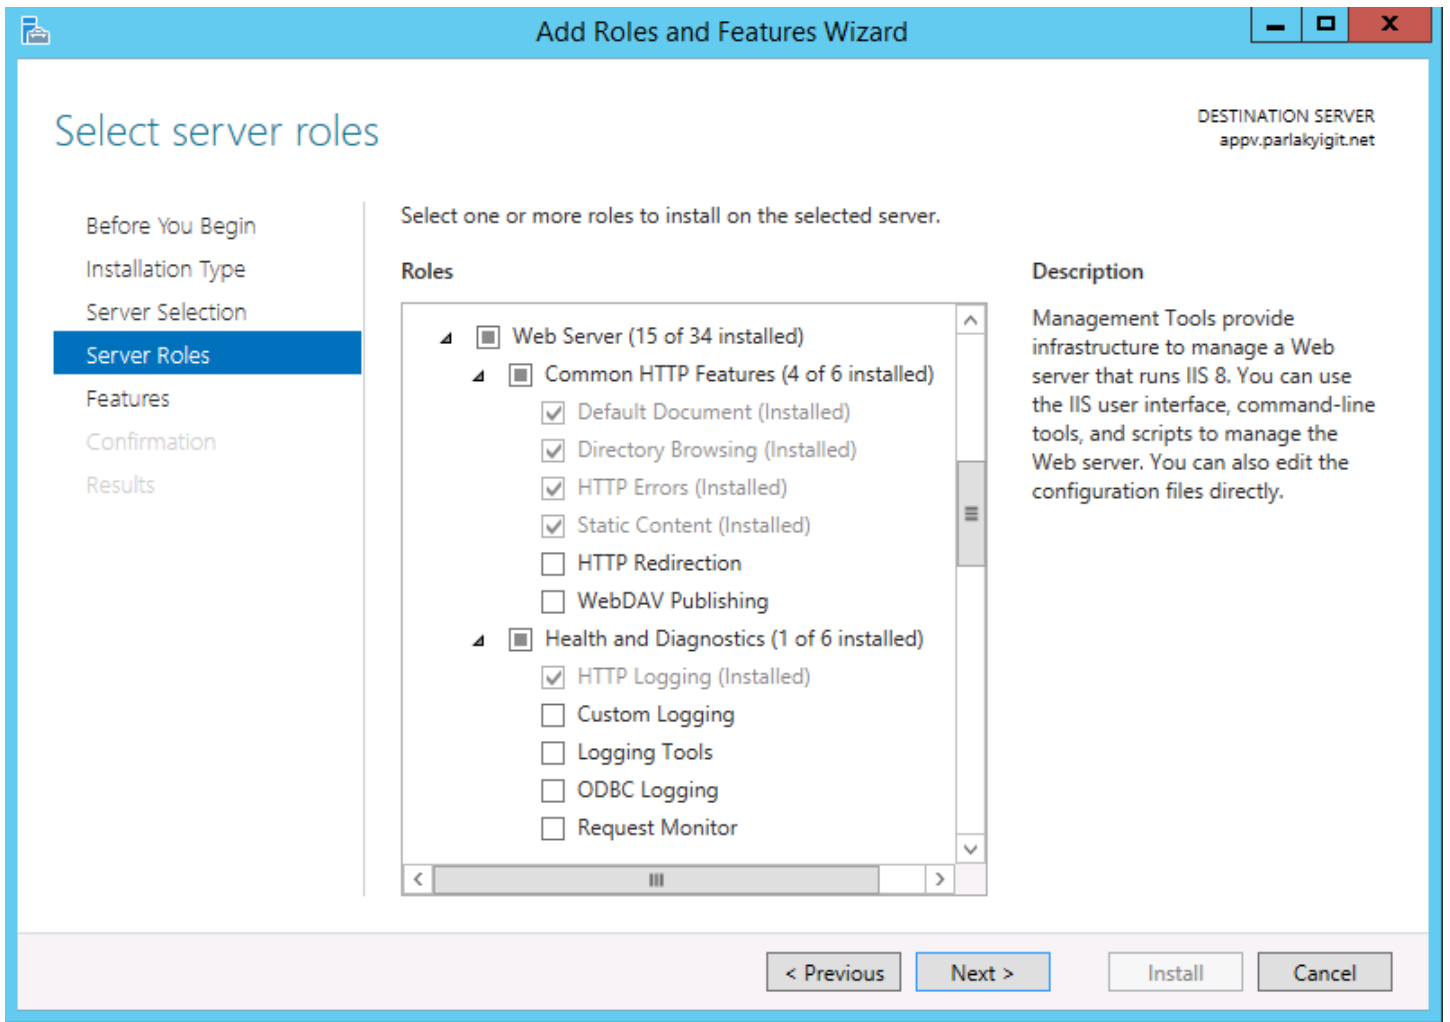 Add Roles and Features Wizard
Select server roles
DESTINATION SERVER
appv.parlakyigit.net
Before You Begin
Installation Type
Server Selection
Server Roles
Features
Confirmation
Results
Select one or more roles to install on the selected server.
Roles
Web Server (15 of 34 installed)
Common HTTP Features (4 of 6 installed)
Default Document (Installed)
Directory Browsing (Installed)
HTTP Errors (Installed)
Static Content (Installed)
HTTP Redirection
WebDAV Publishing
Health and Diagnostics (1 of 6 installed)
HTTP Logging (Installed)
Custom Logging
Logging Tools
ODBC Logging
Request Monitor
Description
Management Tools provide
infrastructure to manage a Web
server that runs IIS 8. You can use
the IIS user interface, command-line
tools, and scripts to manage the
Web server. You can also edit the
configuration files directly.
< Previous
Next >
Install
Cancel